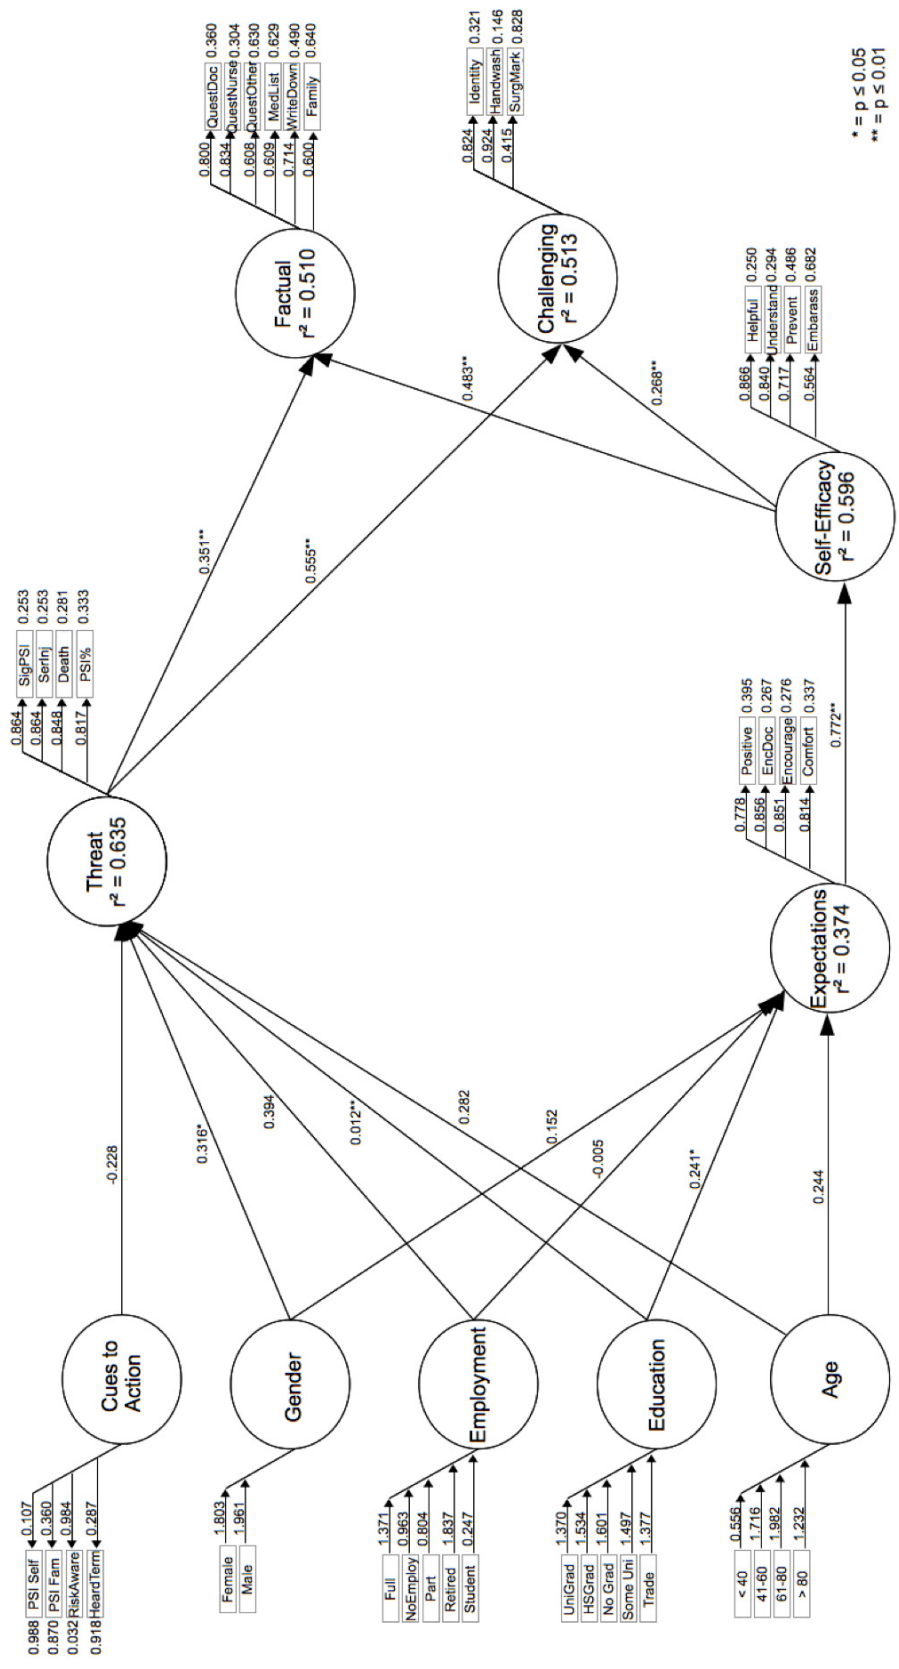 0.988 PSI Self 0.107
0.870 PSI Fam 0.360
0.032 RiskAware 0.984
0.918 HeardTerm 0.287
Cues to
Action
Female 1.803
Male 1.961
Gender
Full 1.371
NoEmploy 0.963
Part 0.804
Retired 1.837
Student 0.247
Employment
UniGrad 1.370
HSGrad 1.534
No Grad 1.601
Some Uni 1.497
Trade 1.377
Education
< 40 0.556
41-60 1.716
61-80 1.982
> 80 1.232
Age
-0.228
0.316*
0.394
0.012**
0.282
0.152
-0.005
0.241*
0.244
Threat
r² = 0.635
0.864 SigPSI 0.253
0.864 SerInj 0.253
0.848 Death 0.281
0.817 PSI% 0.333
Expectations
r² = 0.374
0.778 Positive 0.395
0.856 EncDoc 0.267
0.851 Encourage 0.276
0.814 Comfort 0.337
0.351**
0.555**
0.772**
Self-Efficacy
r² = 0.596
0.866 Helpful 0.250
0.840 Understand 0.294
0.717 Prevent 0.486
0.564 Embarass 0.682
0.483**
0.268**
Factual
r² = 0.510
0.800 QuestDoc 0.360
0.834 QuestNurse 0.304
0.608 QuestOther 0.630
0.609 MedList 0.629
0.714 WriteDown 0.490
0.600 Family 0.640
Challenging
r² = 0.513
0.824 Identity 0.321
0.924 Handwash 0.146
0.415 SurgMark 0.828
* = p ≤ 0.05
** = p ≤ 0.01